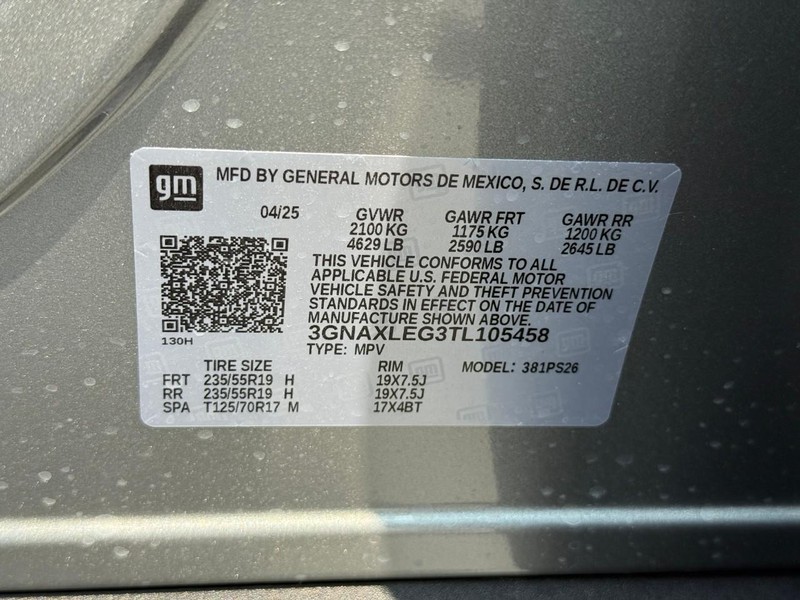 gm MFD BY GENERAL MOTORS DE MEXICO, S. DE R.L. DE C.V.
04/25 GVWR GAWR FRT GAWR RR
2100 KG 1175 KG 1200 KG
4629 LB 2590 LB 2645 LB
THIS VEHICLE CONFORMS TO ALL
APPLICABLE U.S. FEDERAL MOTOR
VEHICLE SAFETY AND THEFT PREVENTION
STANDARDS IN EFFECT ON THE DATE OF
MANUFACTURE SHOWN ABOVE.
3GNAXLEG3TL105458
130H
TYPE: MPV
TIRE SIZE RIM MODEL: 381PS26
FRT 235/55R19 H 19X7.5J
RR 235/55R19 H 19X7.5J
SPA T125/70R17 M 17X4BT